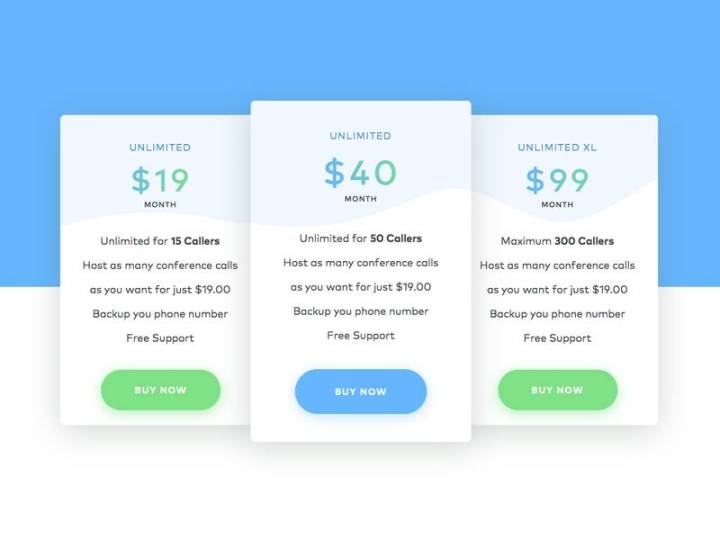 UNLIMITED
$19
MONTH
Unlimited for 15 Callers
Host as many conference calls
as you want for just $19.00
Backup you phone number
Free Support
BUY NOW
UNLIMITED
$40
MONTH
Unlimited for 50 Callers
Host as many conference calls
as you want for just $19.00
Backup you phone number
Free Support
BUY NOW
UNLIMITED XL
$99
MONTH
Maximum 300 Callers
Host as many conference calls
as you want for just $19.00
Backup you phone number
Free Support
BUY NOW